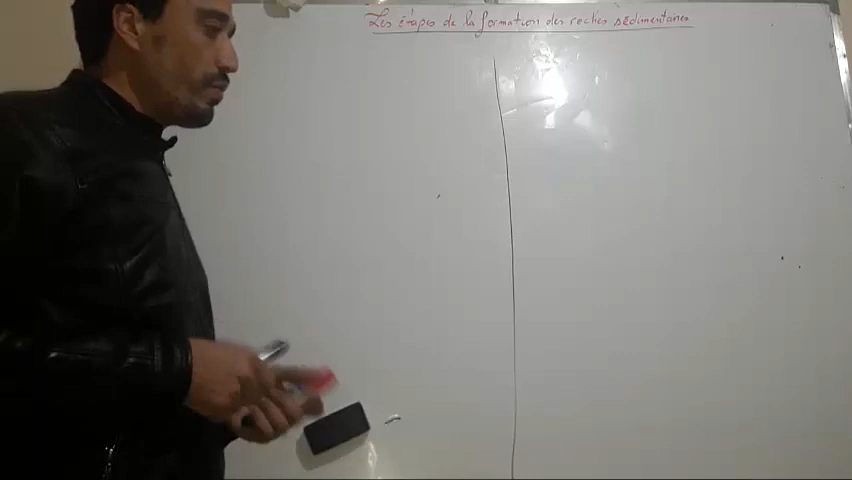 Les étapes de la formation des roches sédimentaires